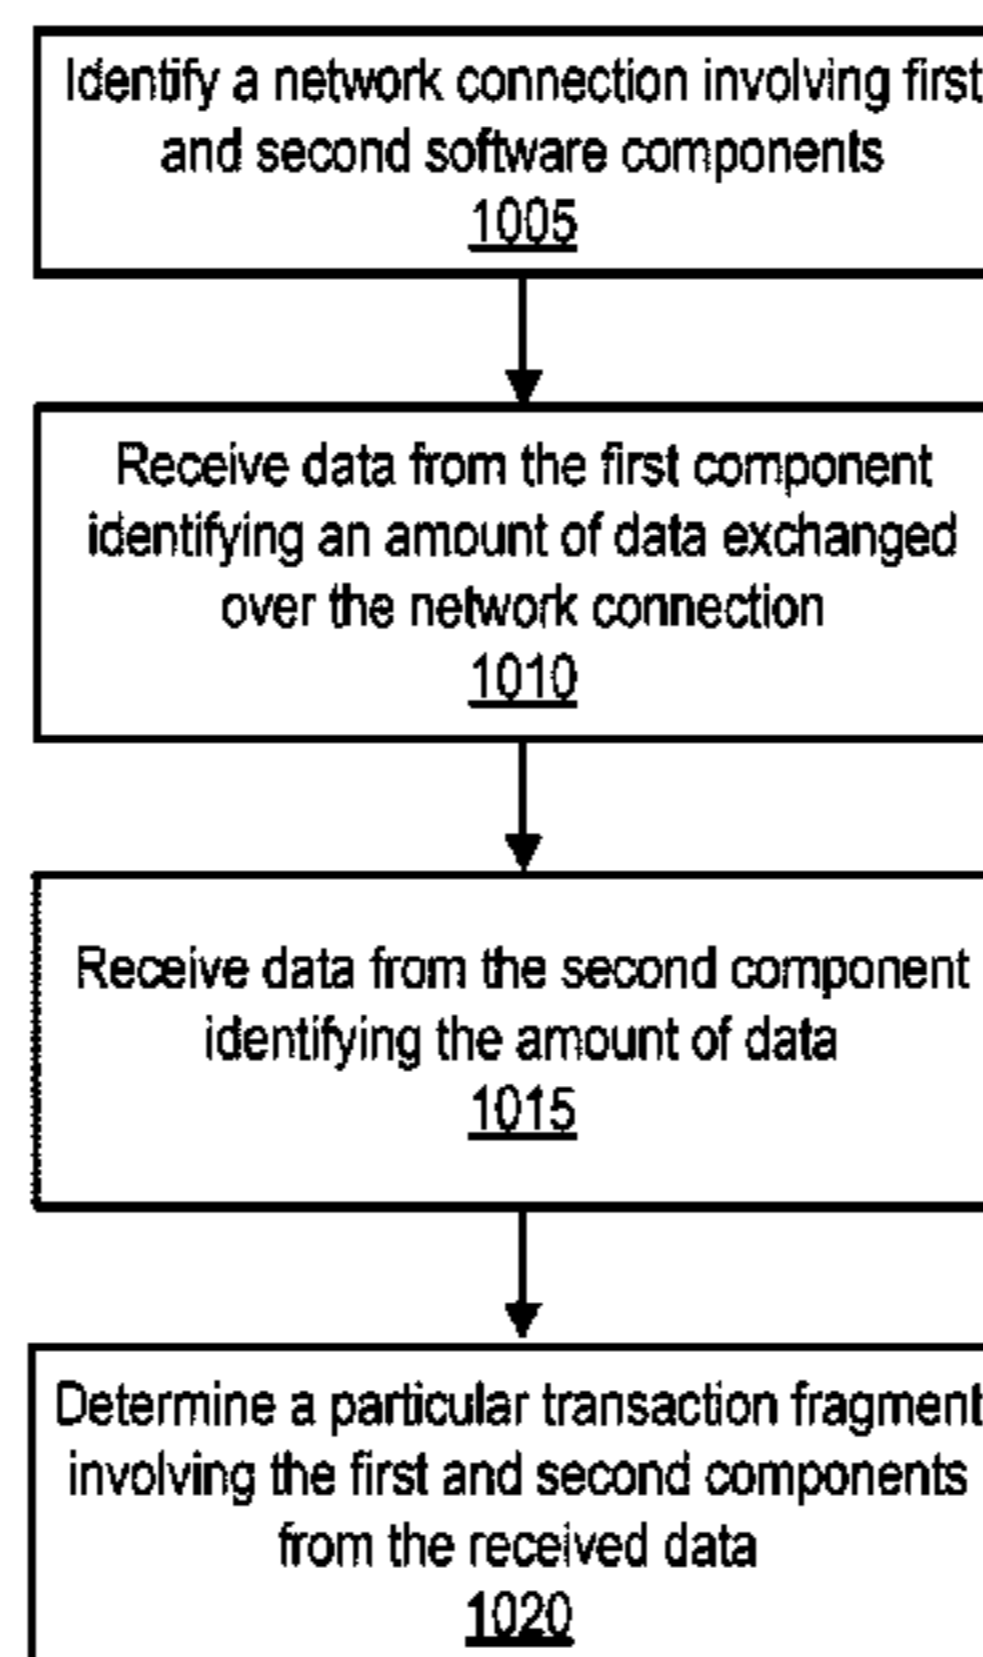 Identify a network connection involving first
and second software components
1005
Receive data from the first component
identifying an amount of data exchanged
over the network connection
1010
Receive data from the second component
identifying the amount of data
1015
Determine a particular transaction fragment
involving the first and second components
from the received data
1020